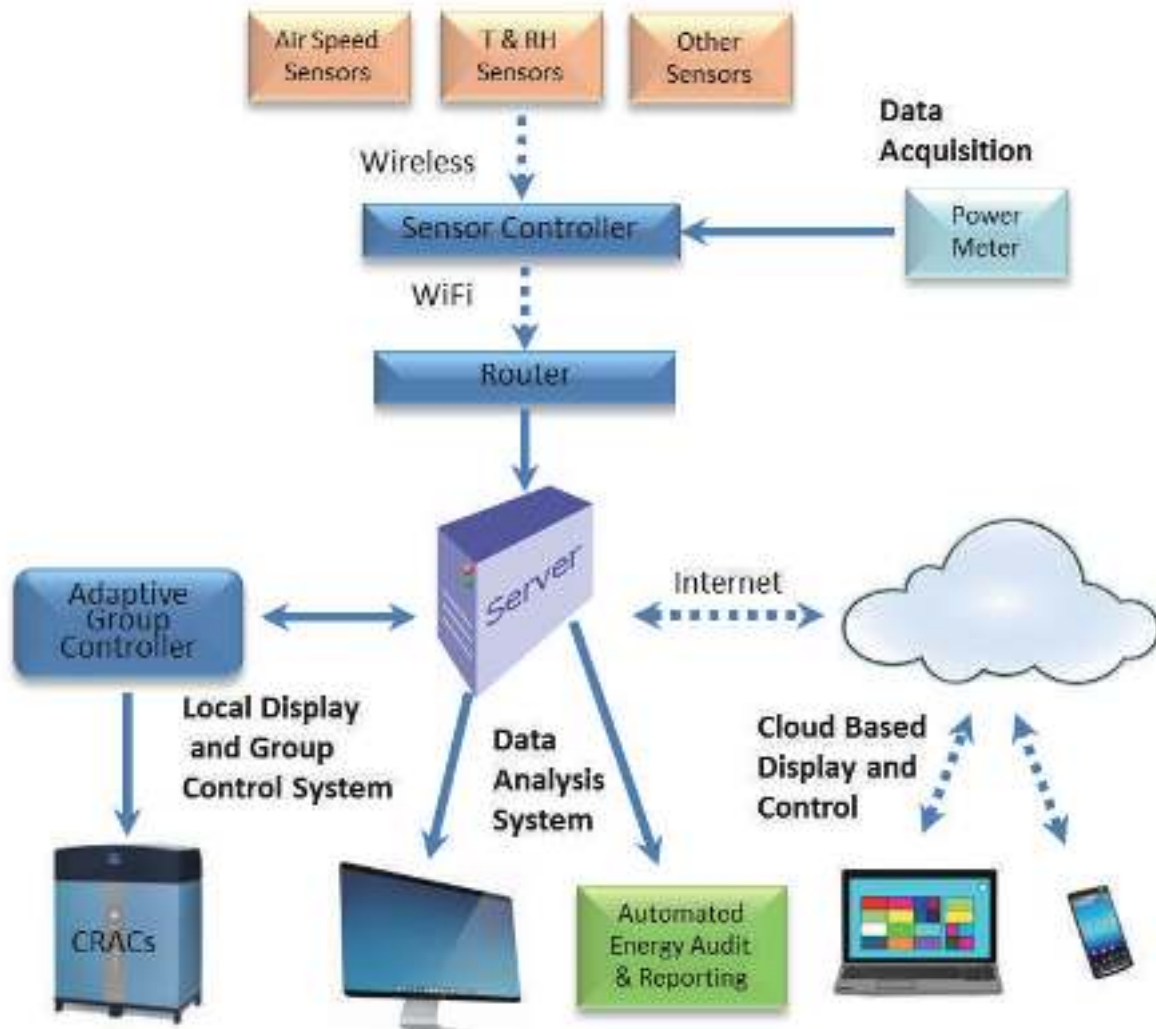 Air Speed
Sensors
T & RH
Sensors
Other
Sensors
Data
Acquisition
Wireless
Sensor Controller
Power
Meter
WiFi
Router
Server
Internet
Adaptive
Group
Controller
Local Display
and Group
Control System
Data
Analysis
System
Cloud Based
Display and
Control
CRACs
Automated
Energy Audit
& Reporting